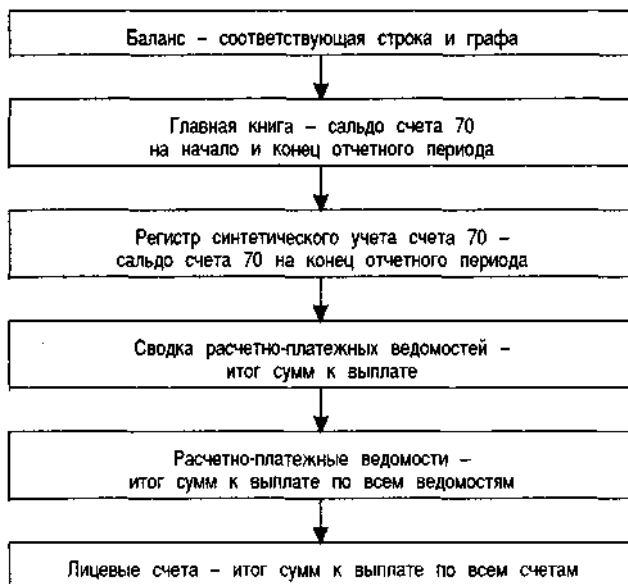 Баланс – соответствующая строка и графа
Главная книга – сальдо счета 70
на начало и конец отчетного периода
Регистр синтетического учета счета 70 –
сальдо счета 70 на конец отчетного периода
Сводка расчетно-платежных ведомостей –
итог сумм к выплате
Расчетно-платежные ведомости –
итог сумм к выплате по всем ведомостям
Лицевые счета – итог сумм к выплате по всем счетам